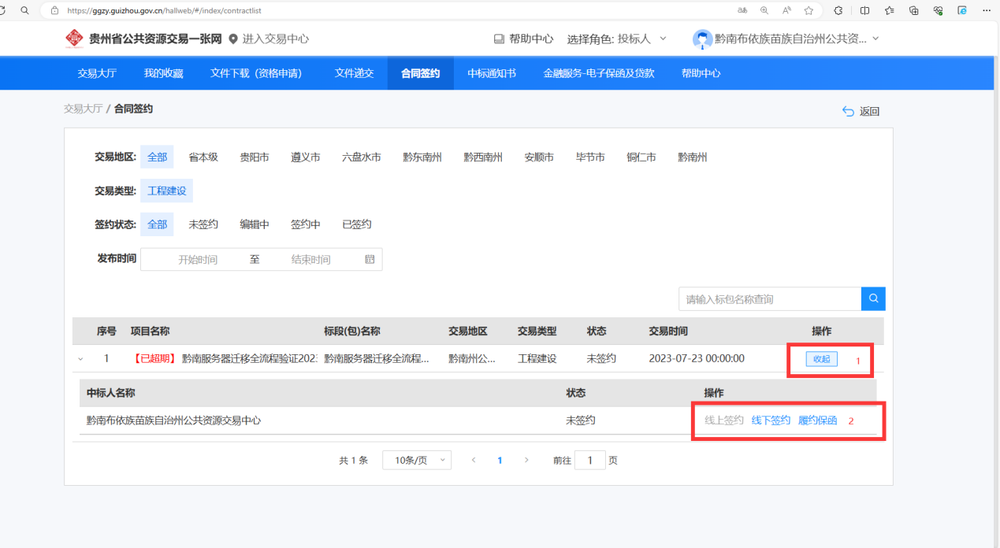 https://ggzy.guizhou.gov.cn/hallweb/#/index/contractlist
贵州省公共资源交易一张网 进入交易中心 帮助中心 选择角色: 投标人 黔南布依族苗族自治州公共资...
交易大厅 我的收藏 文件下载（资格申请） 文件递交 合同签约 中标通知书 金融服务-电子保函及贷款 帮助中心
交易大厅 / 合同签约 返回
交易地区: 全部 省本级 贵阳市 遵义市 六盘水市 黔东南州 黔西南州 安顺市 毕节市 铜仁市 黔南州
交易类型: 工程建设
签约状态: 全部 未签约 编辑中 签约中 已签约
发布时间 开始时间 至 结束时间
请输入标包名称查询
序号 项目名称 标段(包)名称 交易地区 交易类型 状态 交易时间 操作
1 【已超期】 黔南服务器迁移全流程验证202 黔南服务器迁移全流程... 黔南州公... 工程建设 未签约 2023-07-23 00:00:00 收起 1
中标人名称 状态 操作
黔南布依族苗族自治州公共资源交易中心 未签约 线上签约 线下签约 履约保函 2
共 1 条 10条/页 1 前往 1 页